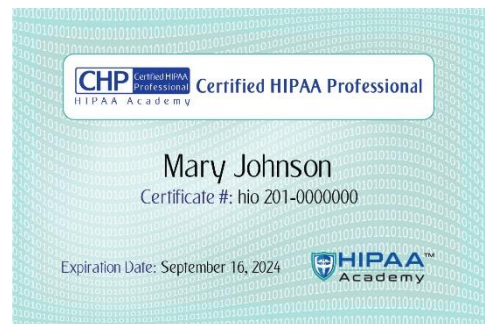 CHP Certified HIPAA
Professional
HIPAA Academy
Certified HIPAA Professional
Mary Johnson
Certificate #: hio 201-0000000
Expiration Date: September 16, 2024
HIPAA™
Academy